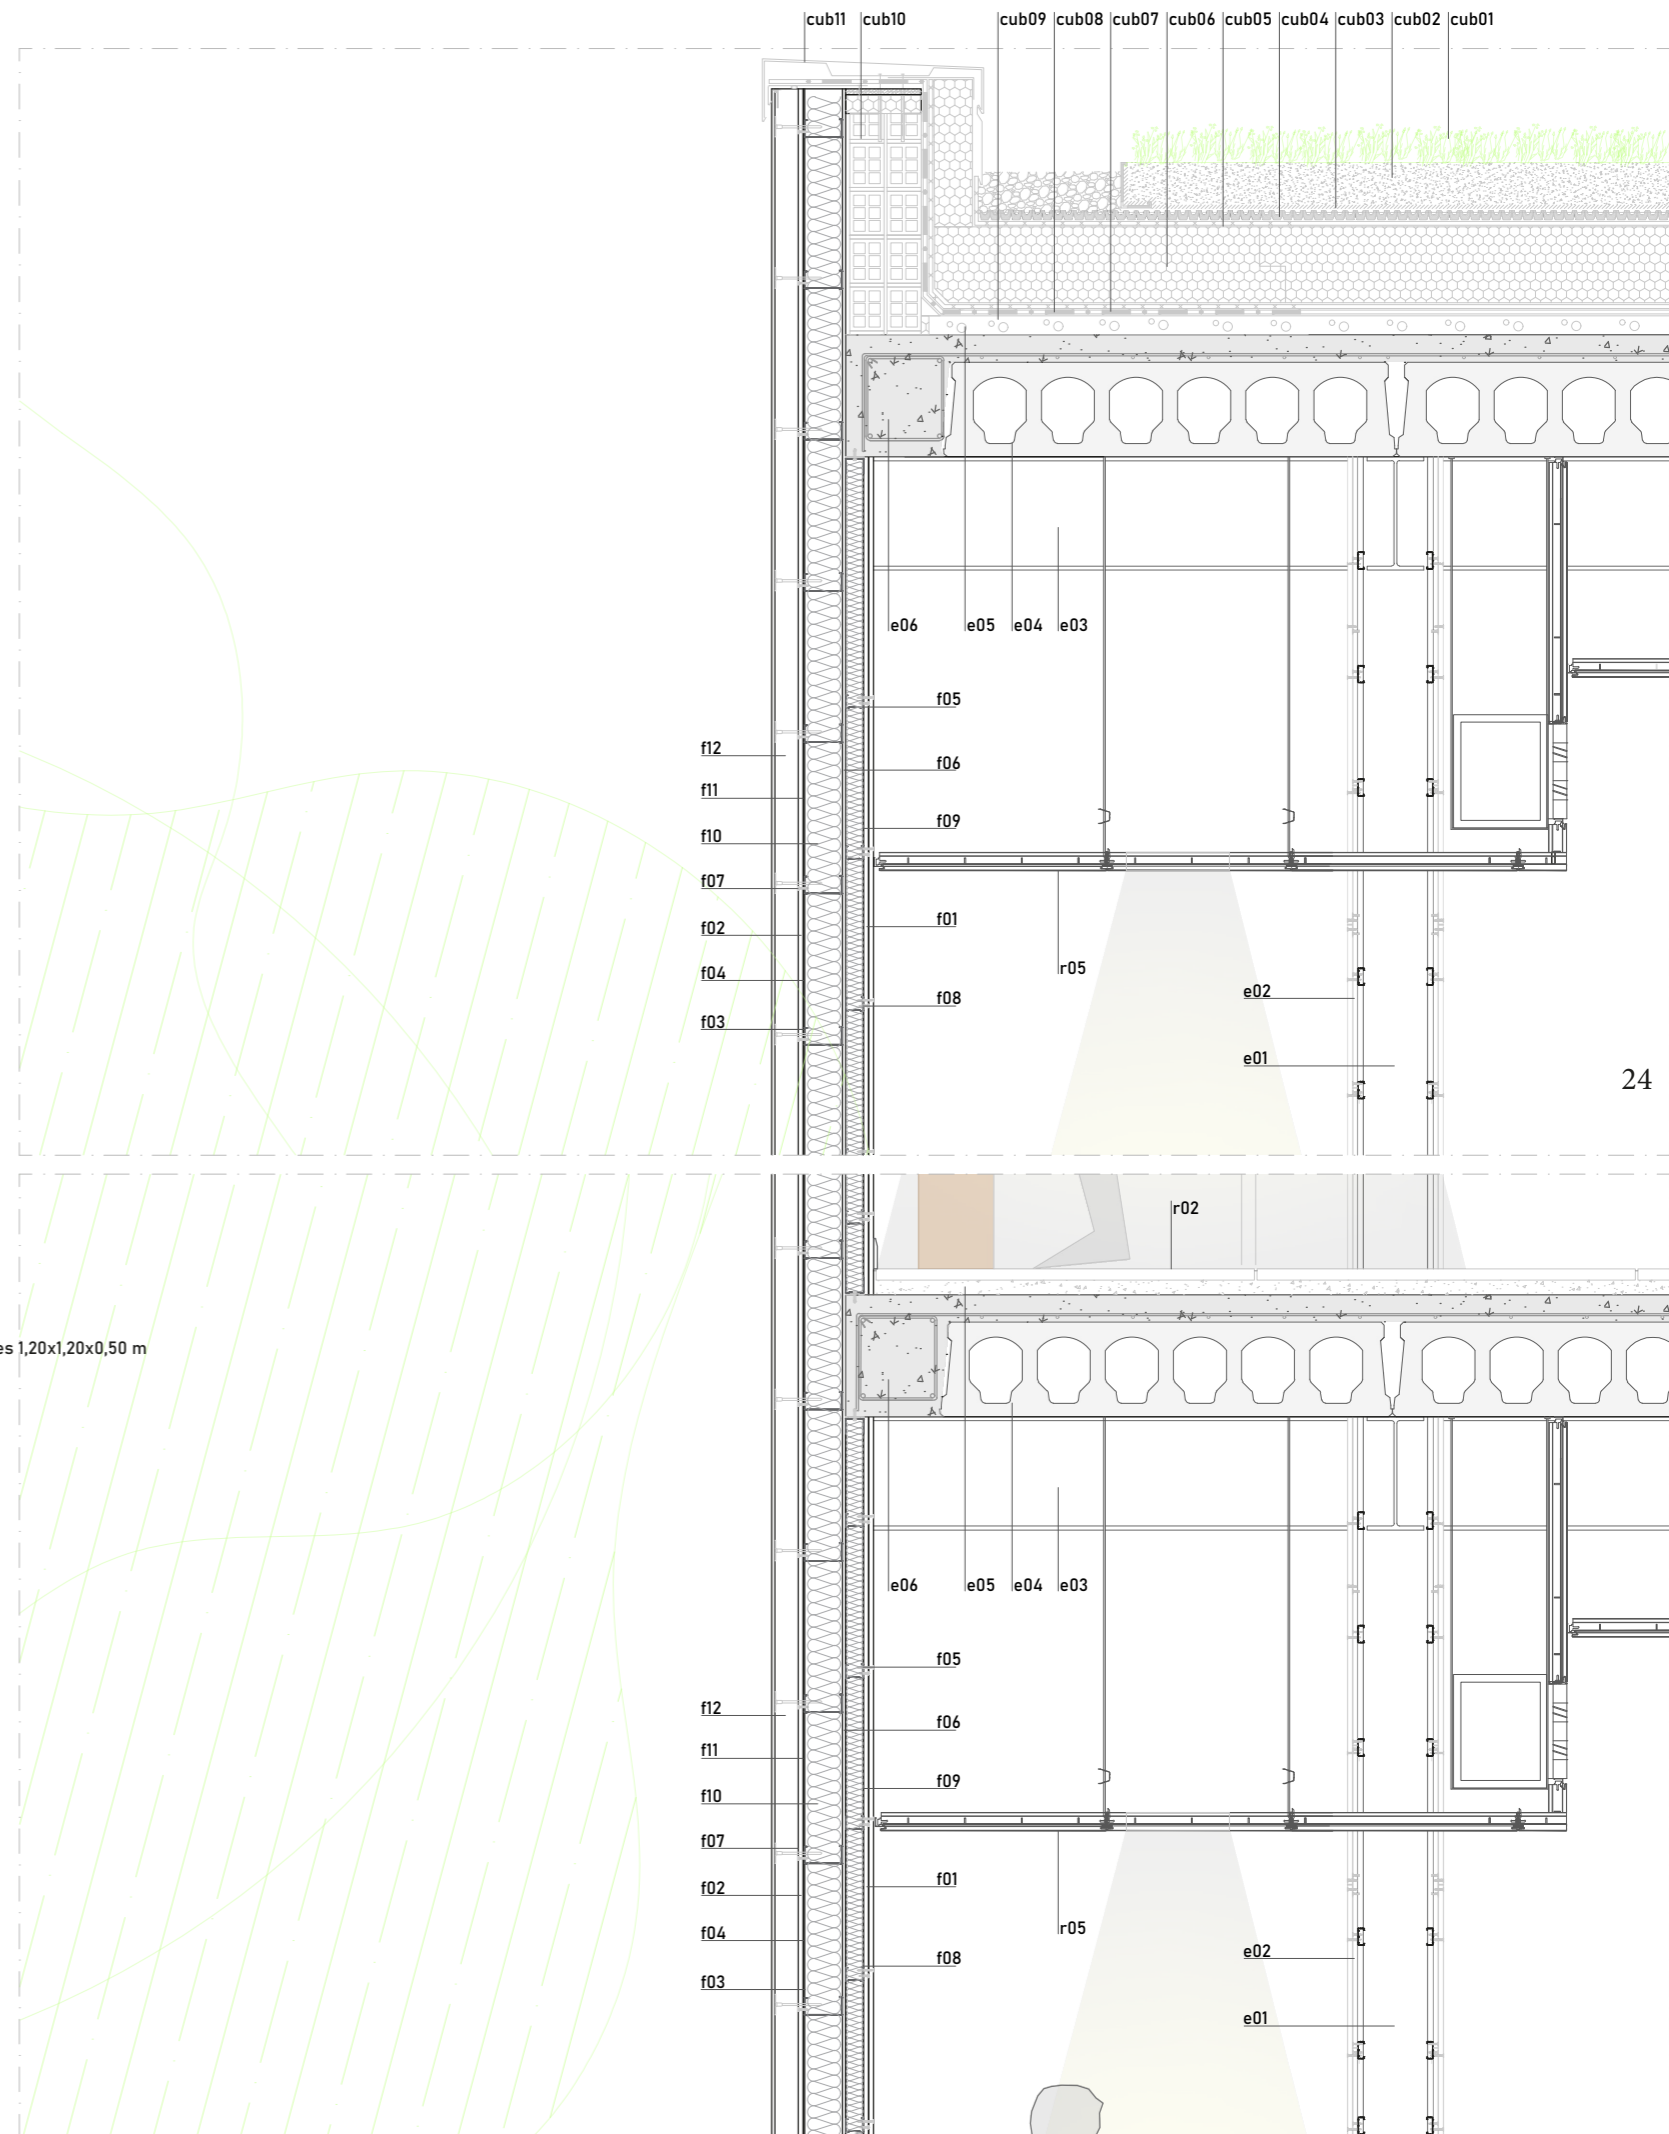 cub11 cub10 cub09 cub08 cub07 cub06 cub05 cub04 cub03 cub02 cub01
e06 e05 e04 e03
f05
f12
f06
f11
f09
f10
f07
f01
f02
r05
f04
e02
f08
f03
e01
24
r02
es 1,20x1,20x0,50 m
e06 e05 e04 e03
f05
f12
f06
f11
f09
f10
f07
f01
f02
r05
f04
e02
f08
f03
e01